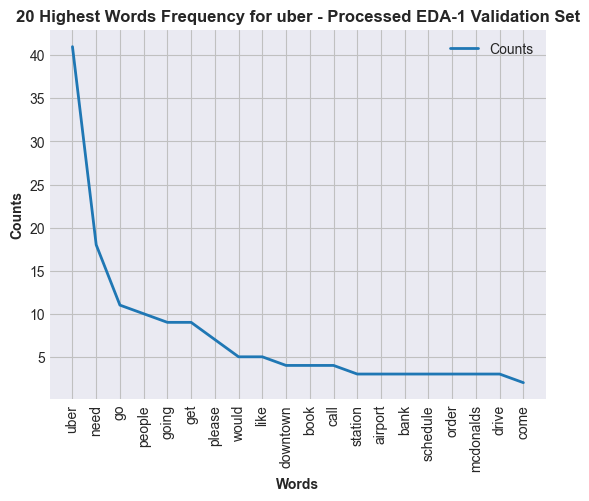 20 Highest Words Frequency for uber - Processed EDA-1 Validation Set
Counts
40
35
30
25
20
15
10
5
Counts
uber
need
go
people
going
get
please
would
like
downtown
book
call
station
airport
bank
schedule
order
mcdonalds
drive
come
Words